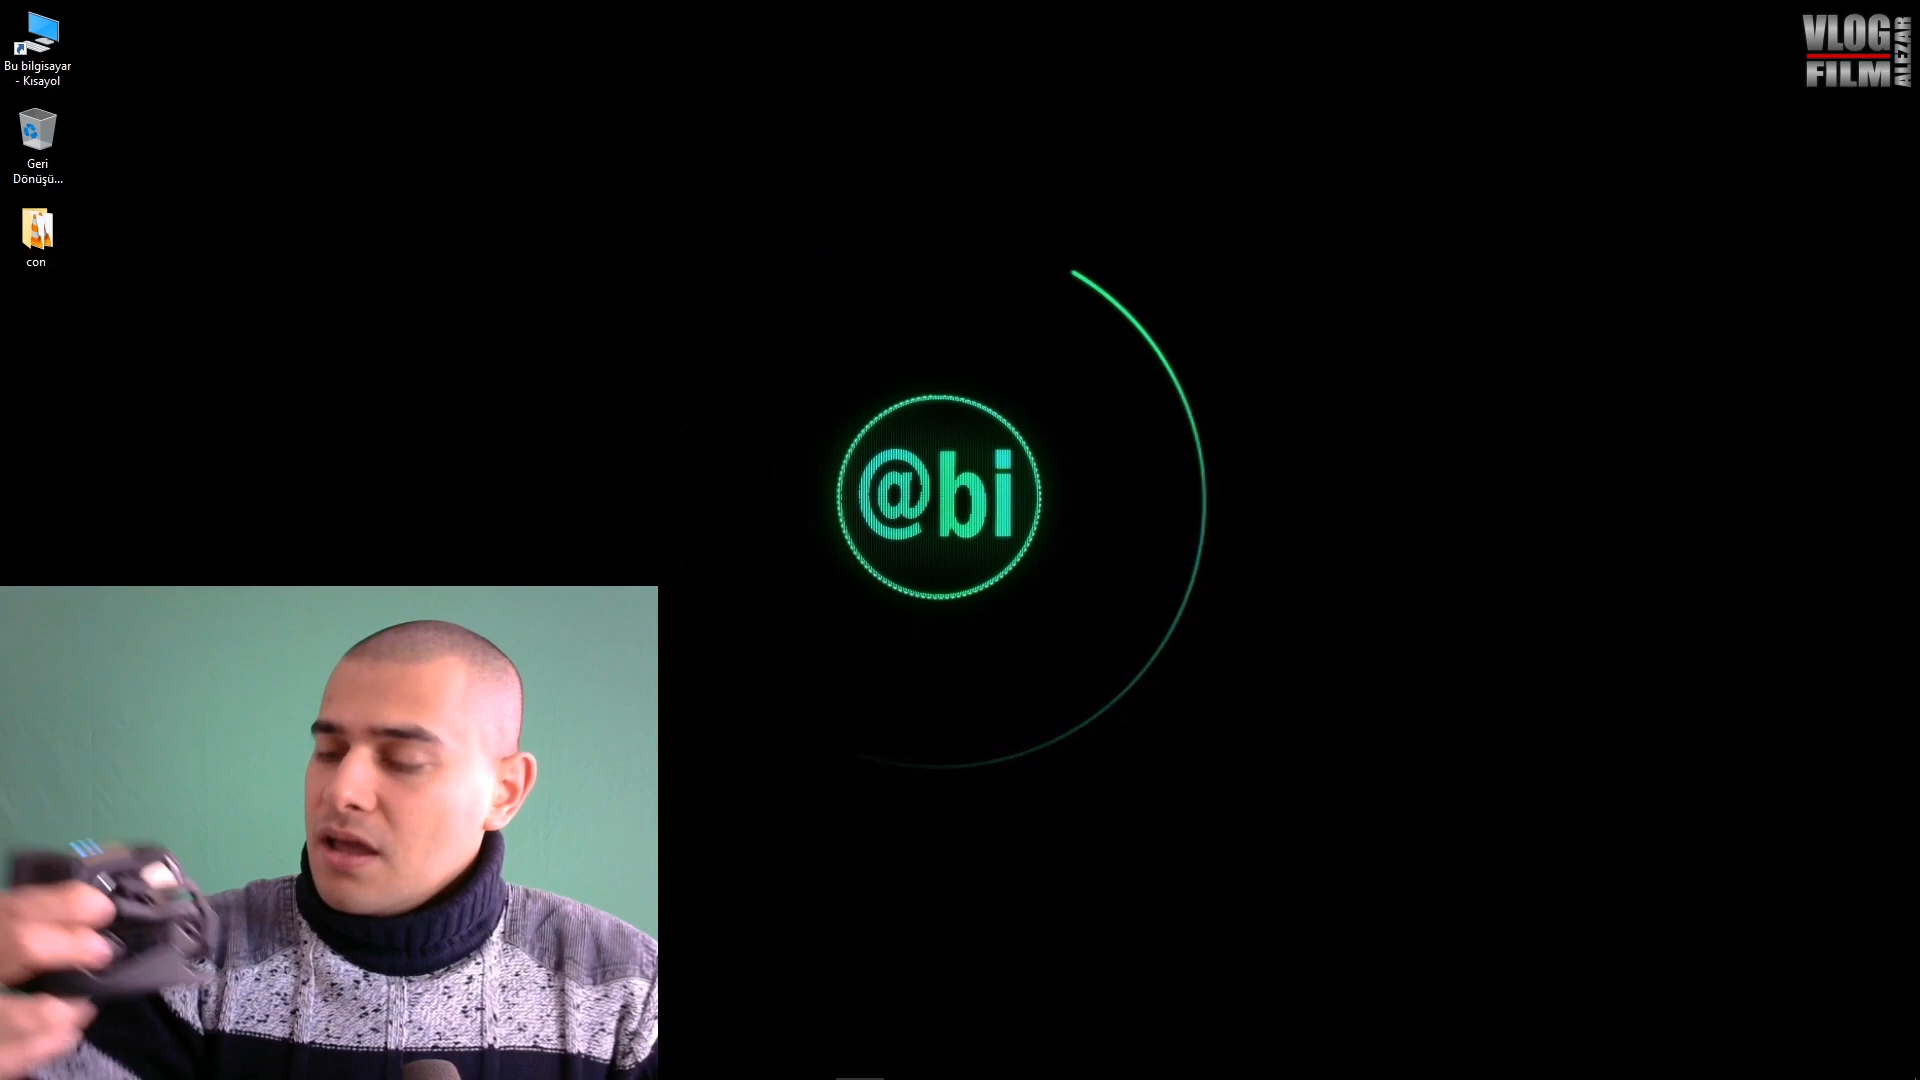 Bu bilgisayar
- Kısayol
Geri
Dönüşü...
con
@bi
VLOG
FILM
ALEZAR